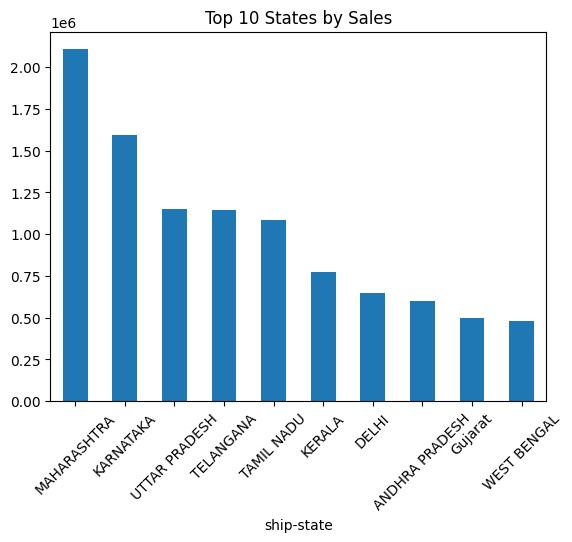 Top 10 States by Sales
1e6
2.00
1.75
1.50
1.25
1.00
0.75
0.50
0.25
0.00
MAHARASHTRA
KARNATAKA
UTTAR PRADESH
TELANGANA
TAMIL NADU
KERALA
DELHI
ANDHRA PRADESH
Gujarat
WEST BENGAL
ship-state